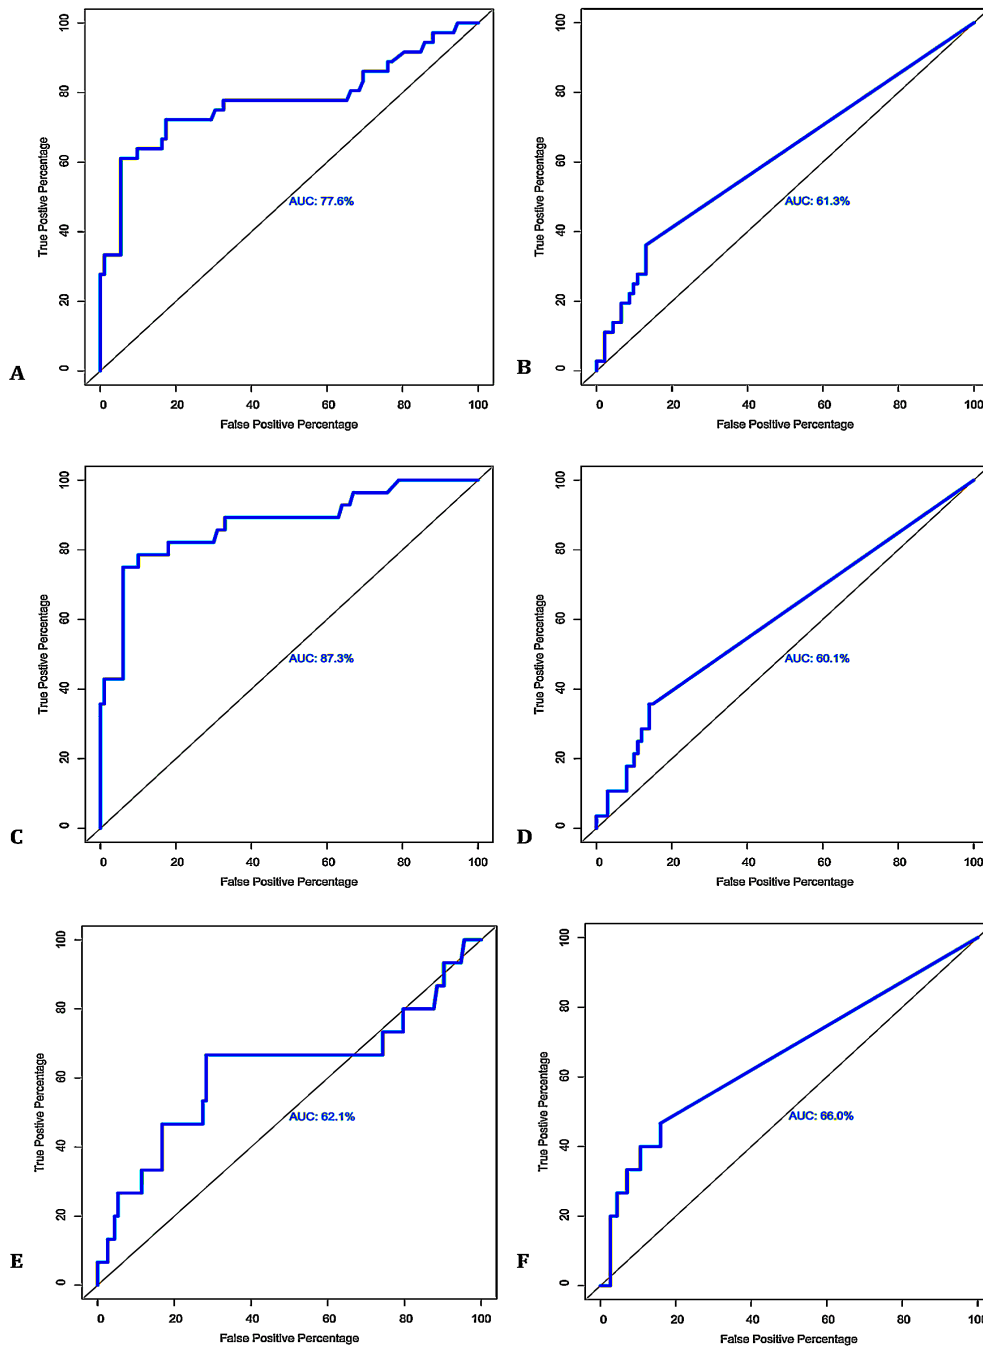 100
80
60
40
20
0
True Postive Percentage
AUC: 77.6%
0 20 40 60 80 100
False Positive Percentage
A
100
80
60
40
20
0
True Postive Percentage
AUC: 61.3%
0 20 40 60 80 100
False Positive Percentage
B
100
80
60
40
20
0
True Postive Percentage
AUC: 87.3%
0 20 40 60 80 100
False Positive Percentage
C
100
80
60
40
20
0
True Postive Percentage
AUC: 60.1%
0 20 40 60 80 100
False Positive Percentage
D
100
80
60
40
20
0
True Postive Percentage
AUC: 62.1%
0 20 40 60 80 100
False Positive Percentage
E
100
80
60
40
20
0
True Postive Percentage
AUC: 66.0%
0 20 40 60 80 100
False Positive Percentage
F